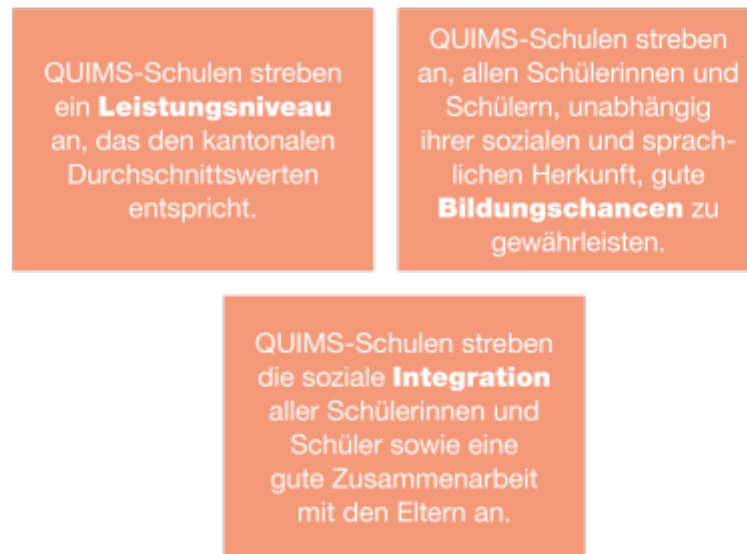 QUIMS-Schulen streben
ein Leistungsniveau
an, das den kantonalen
Durchschnittswerten
entspricht.
QUIMS-Schulen streben
an, allen Schülerinnen und
Schülern, unabhängig
ihrer sozialen und sprach-
lichen Herkunft, gute
Bildungschancen zu
gewährleisten.
QUIMS-Schulen streben
die soziale Integration
aller Schülerinnen und
Schüler sowie eine
gute Zusammenarbeit
mit den Eltern an.